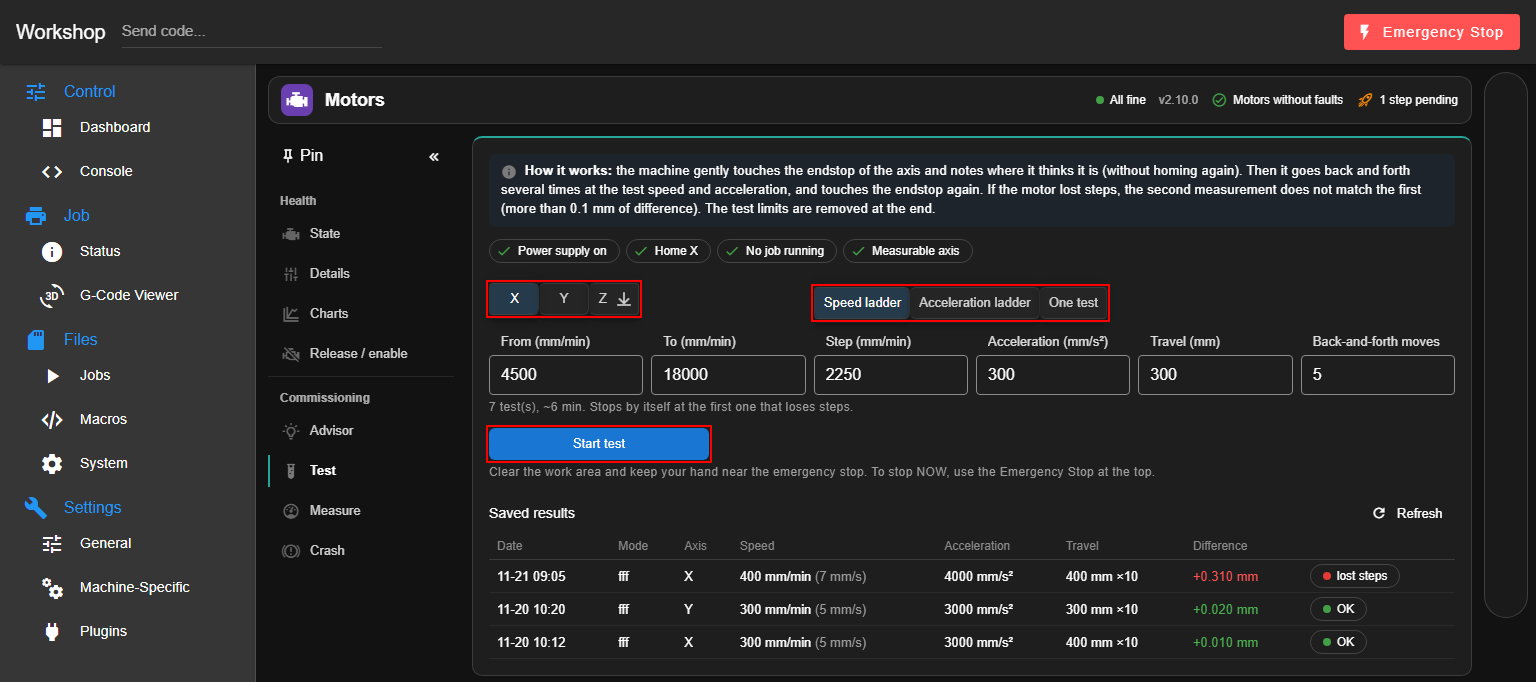 Workshop
Send code...
Emergency Stop
Control
Dashboard
Console
Job
Status
3D
G-Code Viewer
Files
Jobs
Macros
System
Settings
General
Machine-Specific
Plugins
Motors
All fine
v2.10.0
Motors without faults
1 step pending
Pin
Health
State
Details
Charts
Release / enable
Commissioning
Advisor
Test
Measure
Crash
How it works: the machine gently touches the endstop of the axis and notes where it thinks it is (without homing again). Then it goes back and forth
several times at the test speed and acceleration, and touches the endstop again. If the motor lost steps, the second measurement does not match the first
(more than 0.1 mm of difference). The test limits are removed at the end.
Power supply on
Home X
No job running
Measurable axis
X Y Z
Speed ladder Acceleration ladder One test
From (mm/min) To (mm/min) Step (mm/min) Acceleration (mm/s²) Travel (mm) Back-and-forth moves
4500 18000 2250 300 300 5
7 test(s), ~6 min. Stops by itself at the first one that loses steps.
Start test
Clear the work area and keep your hand near the emergency stop. To stop NOW, use the Emergency Stop at the top.
Saved results
Refresh
Date Mode Axis Speed Acceleration Travel Difference
11-21 09:05 fff X 400 mm/min (7 mm/s) 4000 mm/s² 400 mm ×10 +0.310 mm lost steps
11-20 10:20 fff Y 300 mm/min (5 mm/s) 3000 mm/s² 300 mm ×10 +0.020 mm OK
11-20 10:12 fff X 300 mm/min (5 mm/s) 3000 mm/s² 400 mm ×10 +0.010 mm OK